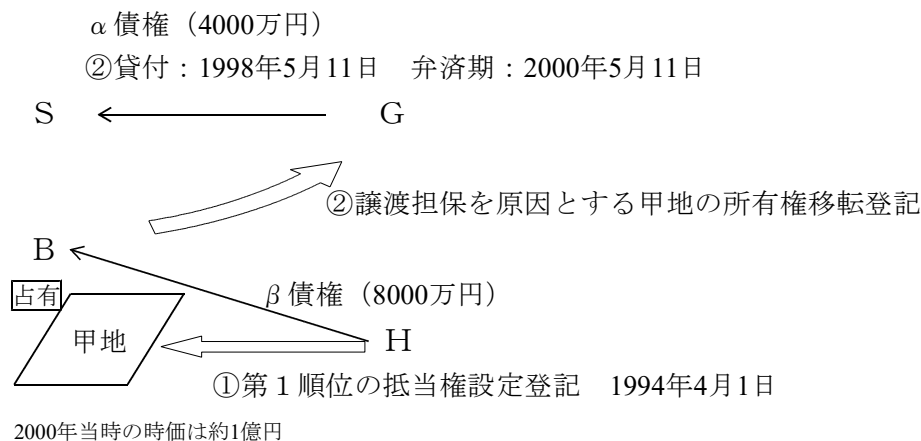 α債権（4000万円）
②貸付：1998年5月11日　弁済期：2000年5月11日
Ｓ　Ｇ
②譲渡担保を原因とする甲地の所有権移転登記
Ｂ
占有
β債権（8000万円）
甲地
Ｈ
①第１順位の抵当権設定登記　1994年4月1日
2000年当時の時価は約1億円